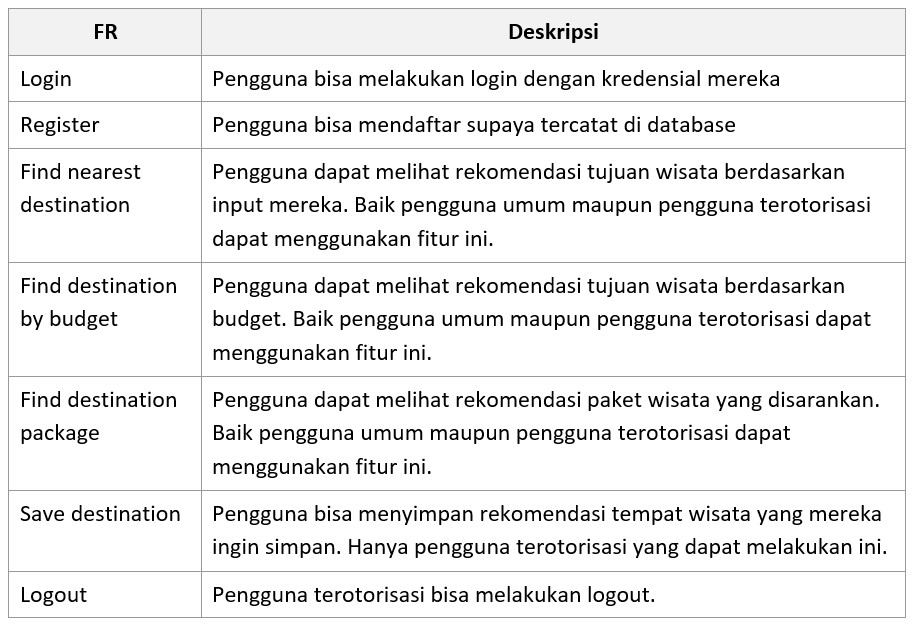 FR
Deskripsi
Login
Pengguna bisa melakukan login dengan kredensial mereka
Register
Pengguna bisa mendaftar supaya tercatat di database
Find nearest
destination
Pengguna dapat melihat rekomendasi tujuan wisata berdasarkan
input mereka. Baik pengguna umum maupun pengguna terotorisasi
dapat menggunakan fitur ini.
Find destination
by budget
Pengguna dapat melihat rekomendasi tujuan wisata berdasarkan
budget. Baik pengguna umum maupun pengguna terotorisasi dapat
menggunakan fitur ini.
Find destination
package
Pengguna dapat melihat rekomendasi paket wisata yang disarankan.
Baik pengguna umum maupun pengguna terotorisasi dapat
menggunakan fitur ini.
Save destination
Pengguna bisa menyimpan rekomendasi tempat wisata yang mereka
ingin simpan. Hanya pengguna terotorisasi yang dapat melakukan ini.
Logout
Pengguna terotorisasi bisa melakukan logout.